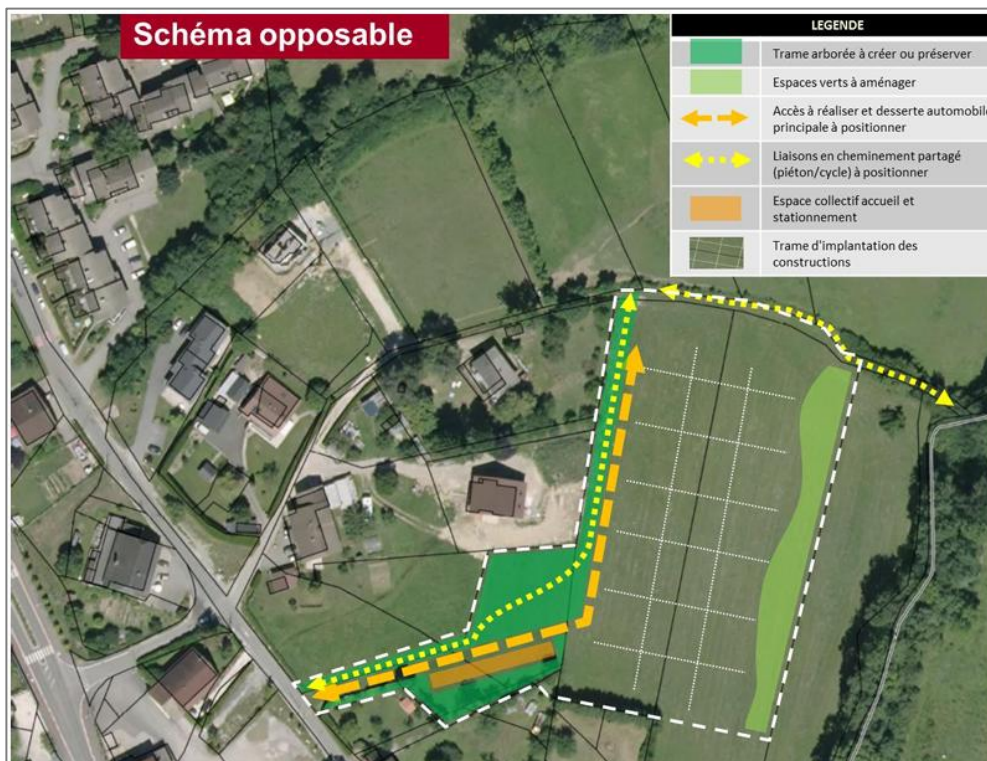 Schéma opposable
LEGENDE
Trame arborée à créer ou préserver
Espaces verts à aménager
Accès à réaliser et desserte automobile
principale à positionner
Liaisons en cheminement partagé
(piéton/cycle) à positionner
Espace collectif accueil et
stationnement
Trame d'implantation des
constructions